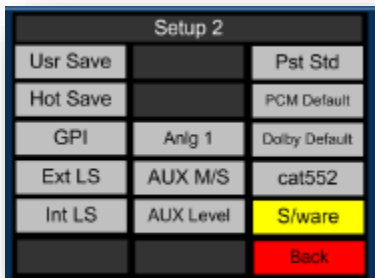 Setup 2
Usr Save
Pst Std
Hot Save
PCM Default
GPI
Anlg 1
Dolby Default
Ext LS
AUX M/S
cat552
Int LS
AUX Level
S/ware
Back